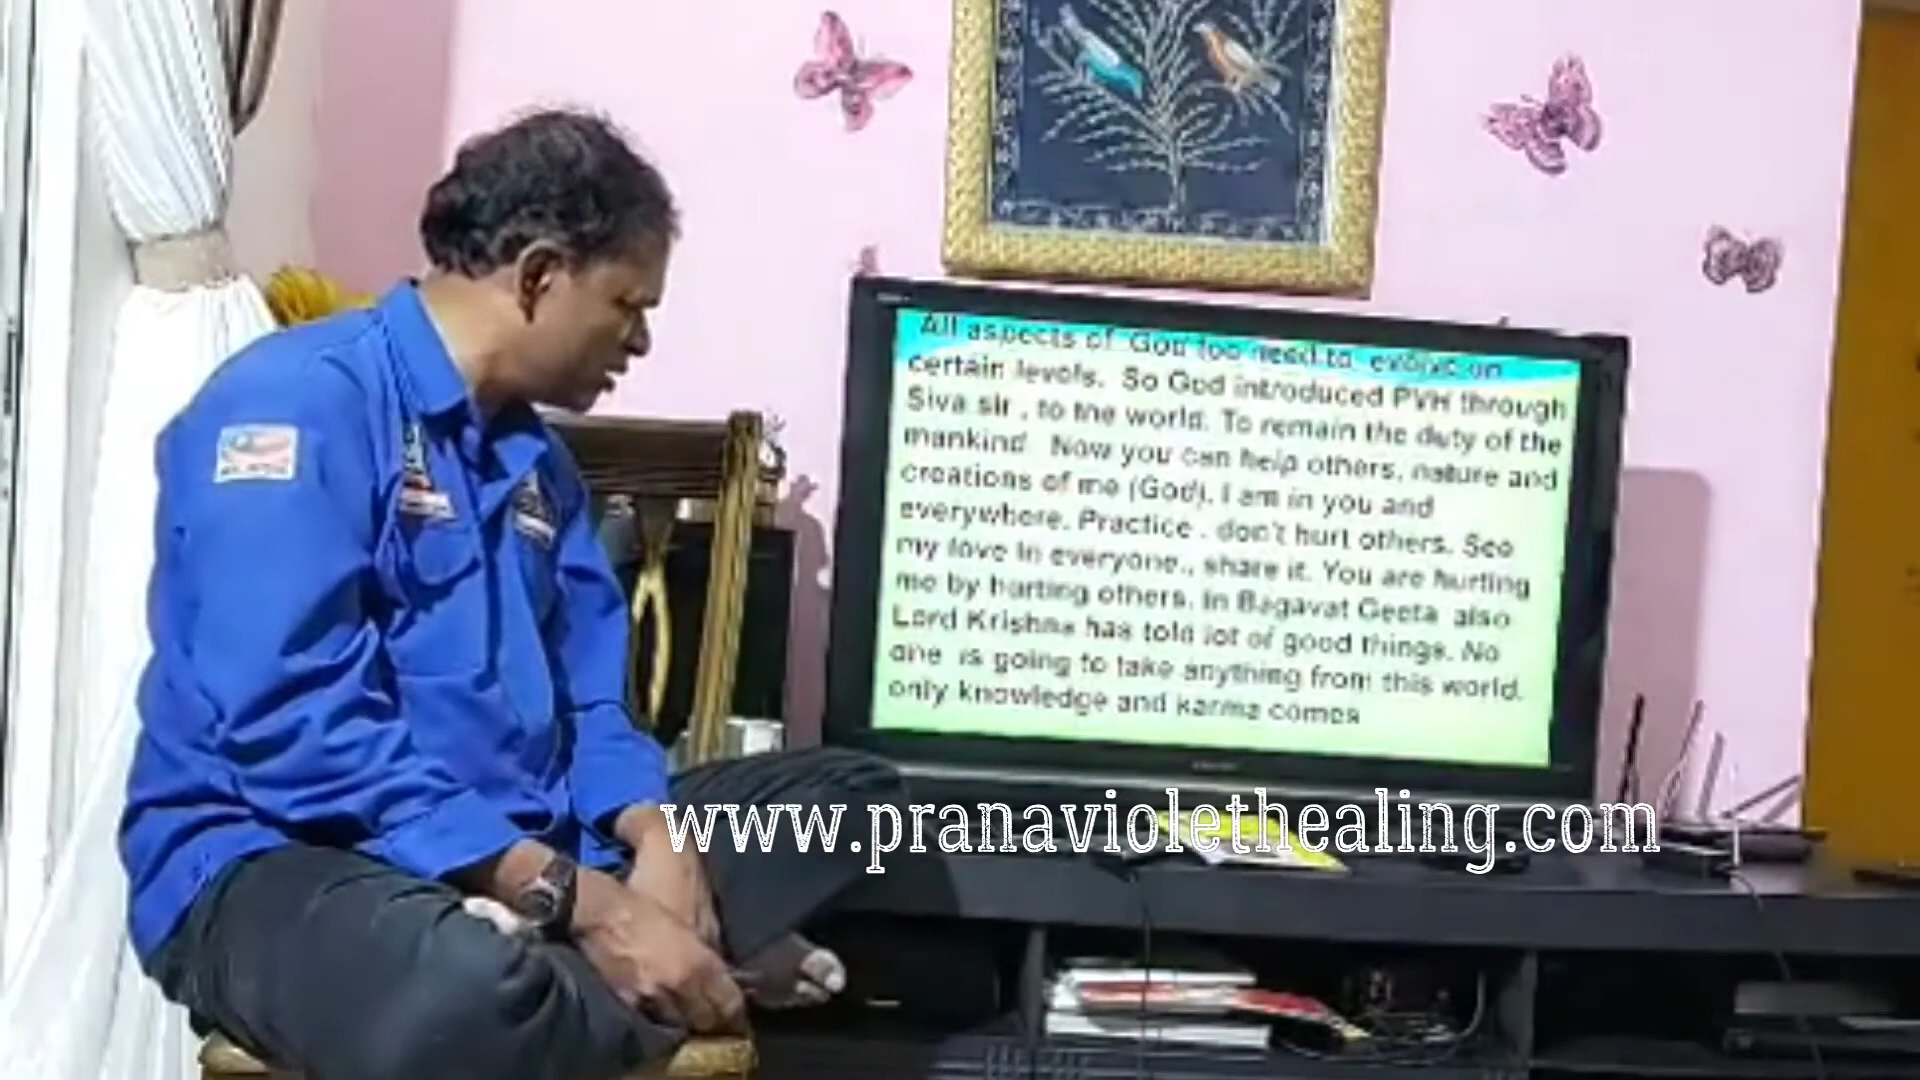 All aspects of 'God' too need to evolve on
certain levels. So God introduced PVH through
Siva sir , to the world. To remain the duty of the
mankind. Now you can help others, nature and
creations of me (God). I am in you and
everywhere. Practice , don't hurt others. See
my love in everyone., share it. You are hurting
me by hurting others. In Bagavat Geeta also
Lord Krishna has told lot of good things. No
one is going to take anything from this world.
only knowledge and karma comes
www.pranaviolethealing.com